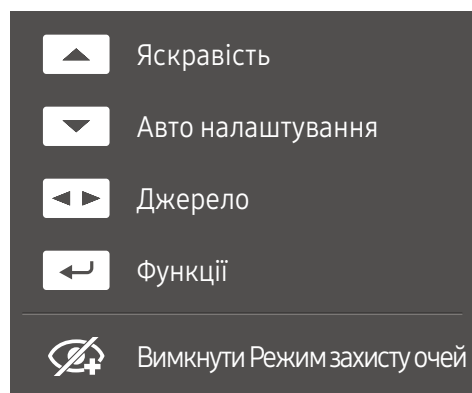 Яскравість
Авто налаштування
Джерело
Функції
Вимкнути Режим захисту очей